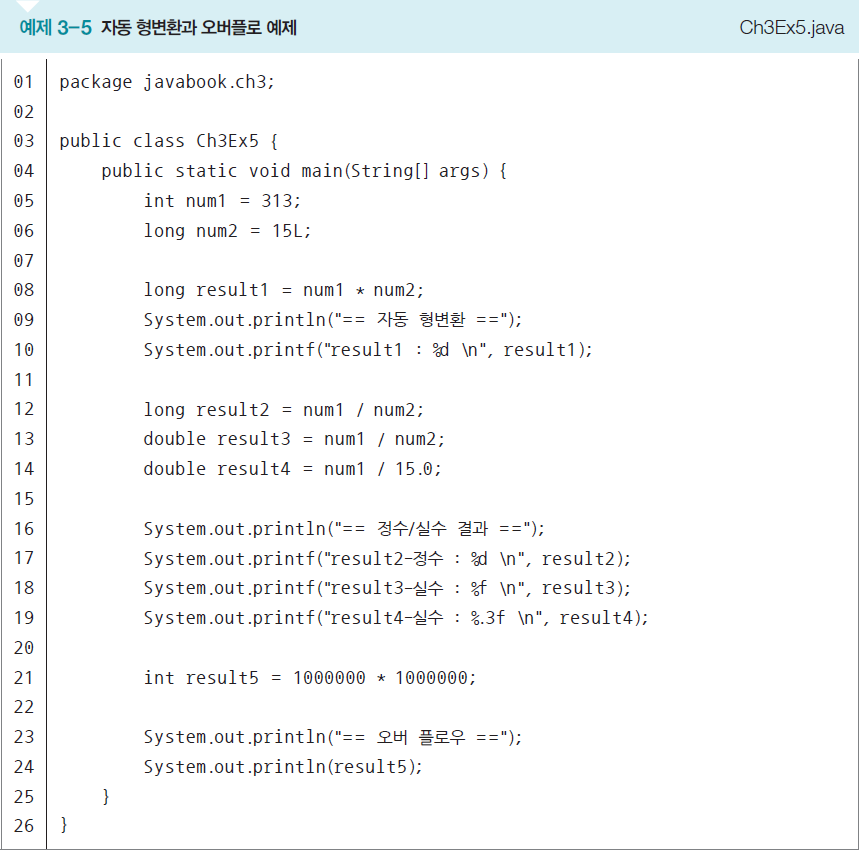 예제 3-5 자동 형변환과 오버플로 예제 Ch3Ex5.java
01 package javabook.ch3;
02
03 public class Ch3Ex5 {
04     public static void main(String[] args) {
05         int num1 = 313;
06         long num2 = 15L;
07
08         long result1 = num1 * num2;
09         System.out.println("== 자동 형변환 ==");
10         System.out.printf("result1 : %d \n", result1);
11
12         long result2 = num1 / num2;
13         double result3 = num1 / num2;
14         double result4 = num1 / 15.0;
15
16         System.out.println("== 정수/실수 결과 ==");
17         System.out.printf("result2-정수 : %d \n", result2);
18         System.out.printf("result3-실수 : %f \n", result3);
19         System.out.printf("result4-실수 : %.3f \n", result4);
20
21         int result5 = 1000000 * 1000000;
22
23         System.out.println("== 오버 플로우 ==");
24         System.out.println(result5);
25     }
26 }